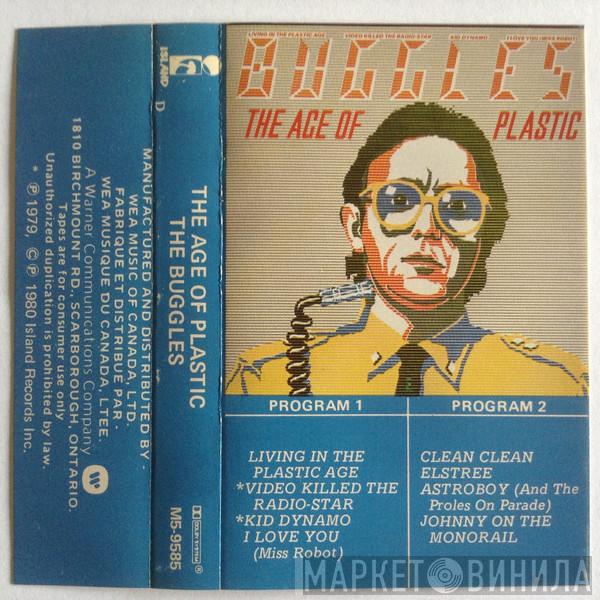 LIVING IN THE PLASTIC AGE VIDEO KILLED THE RADIO-STAR KID DYNAMO I LOVE YOU (MISS ROBOT)
BUGGLES
THE AGE OF PLASTIC
PROGRAM 1
LIVING IN THE
PLASTIC AGE
*VIDEO KILLED THE
RADIO-STAR
*KID DYNAMO
I LOVE YOU
(Miss Robot)
PROGRAM 2
CLEAN CLEAN
ELSTREE
ASTROBOY (And The
Proles On Parade)
JOHNNY ON THE
MONORAIL
ISLAND
D
THE AGE OF PLASTIC
THE BUGGLES
DOLBY SYSTEM
M5-9585
MANUFACTURED AND DISTRIBUTED BY -
WEA MUSIC OF CANADA, LTD.
FABRIQUE ET DISTRIBUÉ PAR -
WEA MUSIQUE DU CANADA, LTEE.
A Warner Communications Company
1810 BIRCHMOUNT RD., SCARBOROUGH, ONTARIO.
Tapes are for consumer use only
Unauthorized duplication is prohibited by law.
* ℗ 1979, © ℗ 1980 Island Records Inc.
МАРКЕТ ВИНИЛА